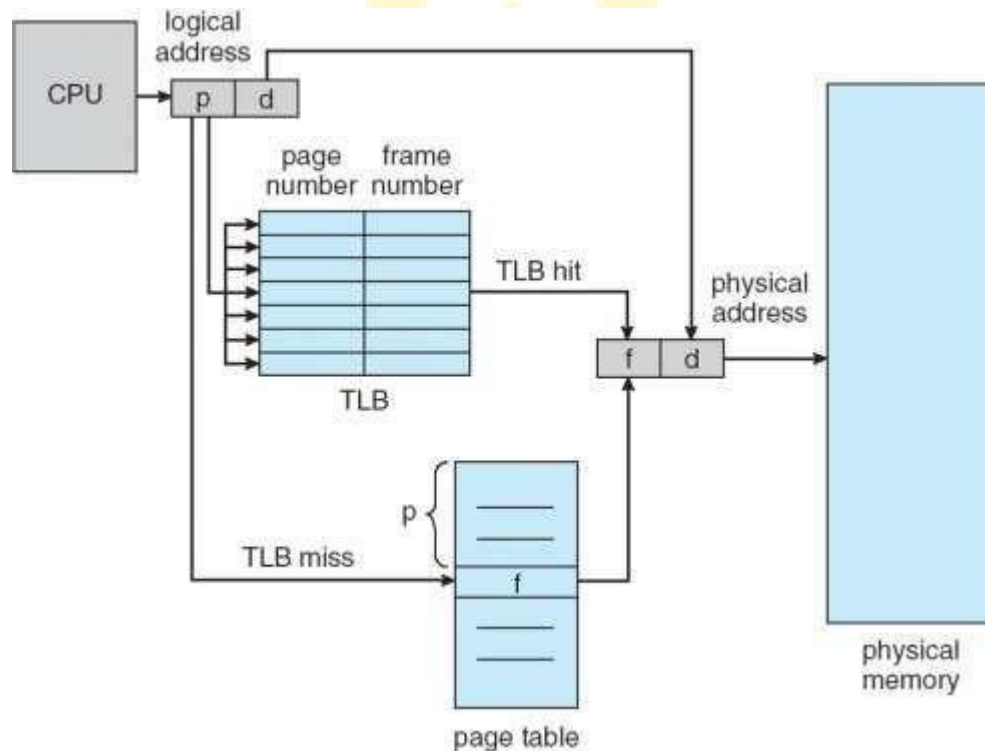 logical
address
CPU
p
d
page
number
frame
number
TLB hit
physical
address
f
d
TLB
p
TLB miss
f
physical
memory
page table